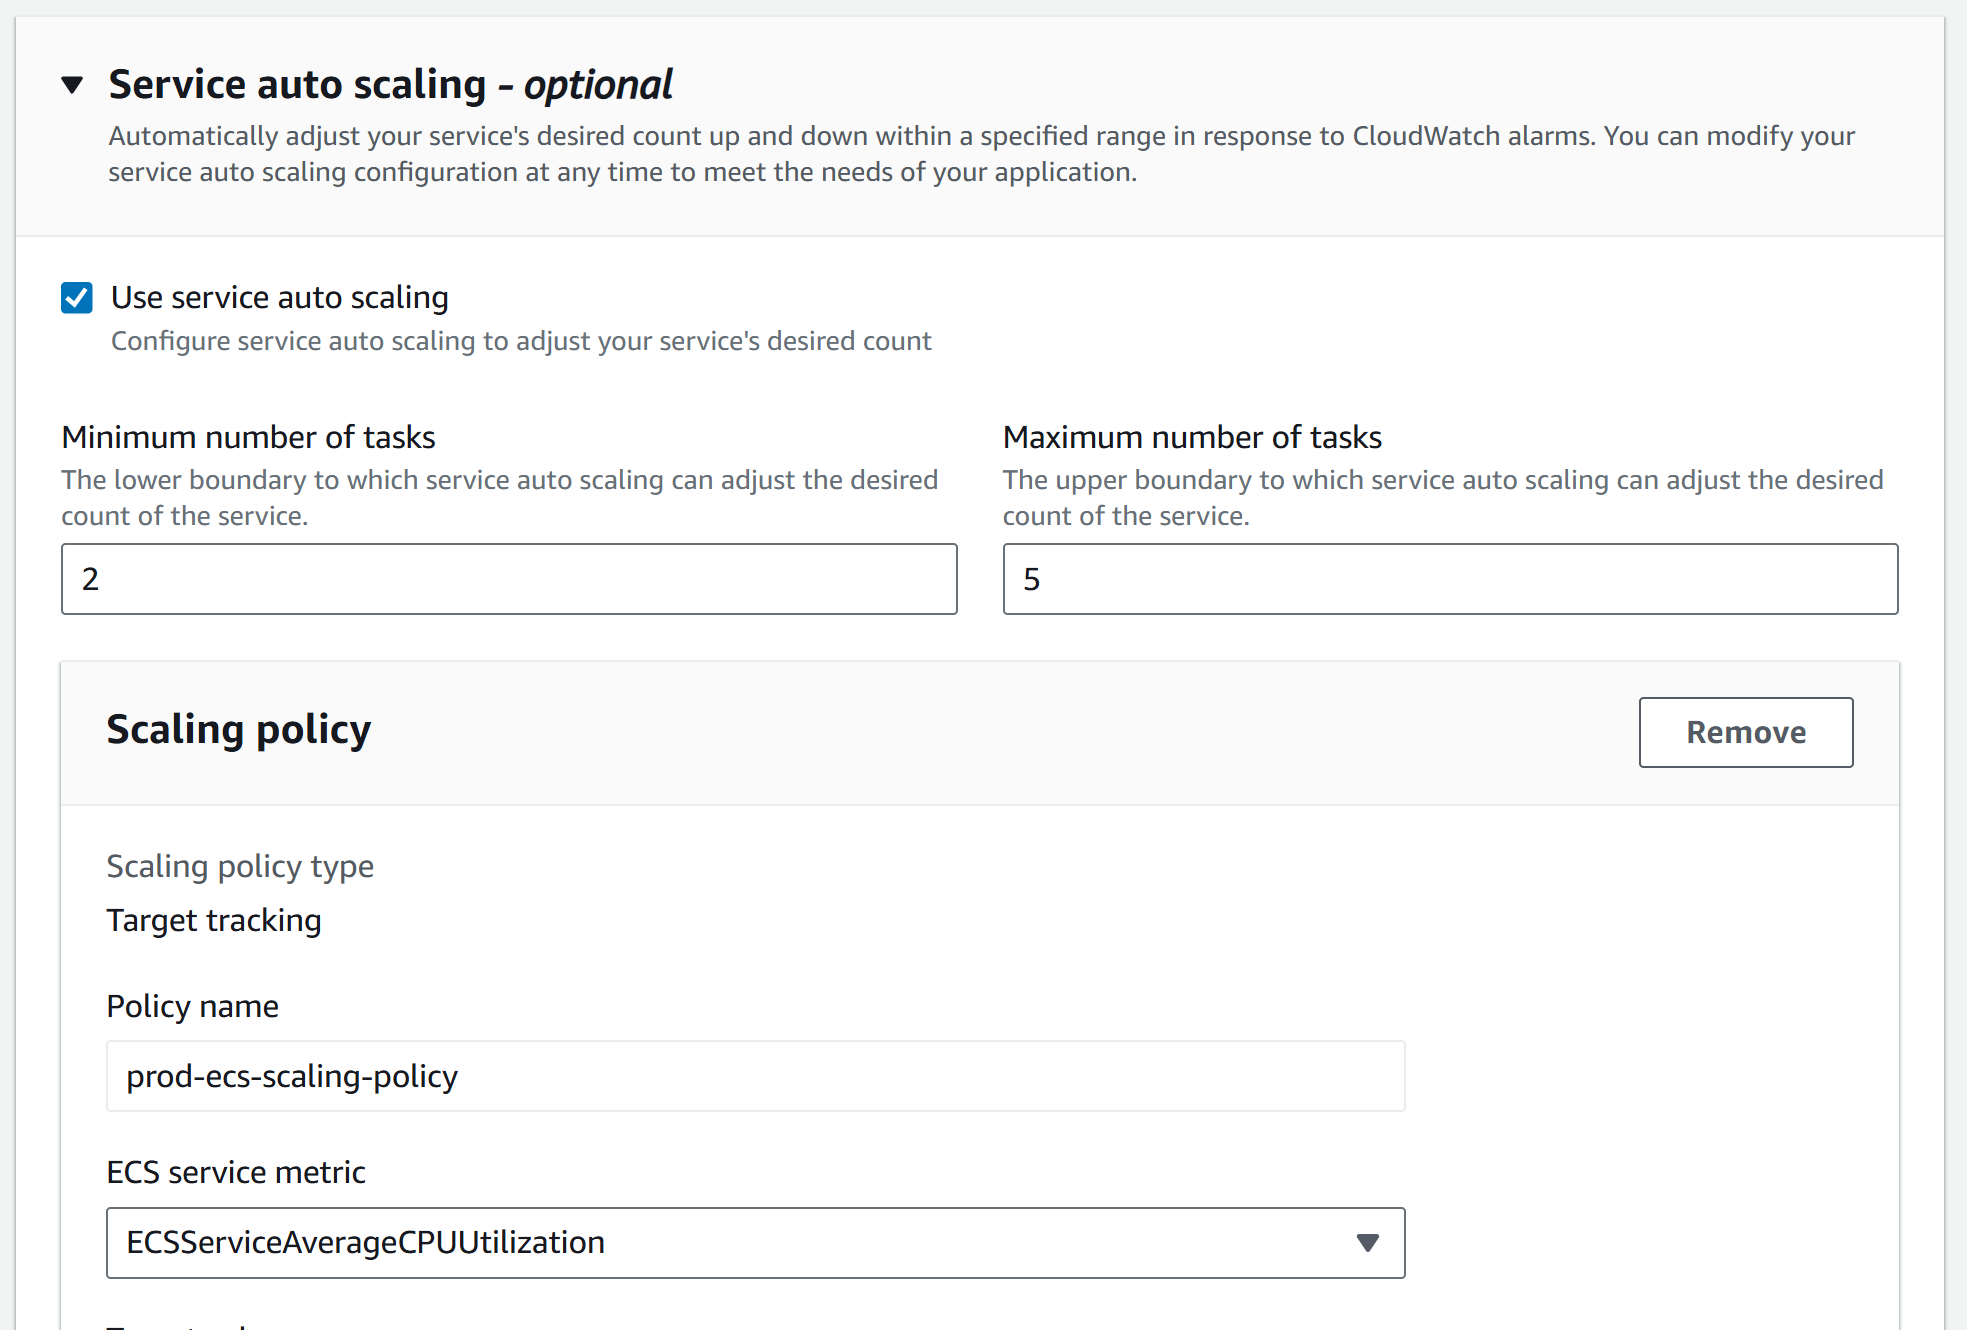 Service auto scaling - optional
Automatically adjust your service's desired count up and down within a specified range in response to CloudWatch alarms. You can modify your
service auto scaling configuration at any time to meet the needs of your application.
Use service auto scaling
Configure service auto scaling to adjust your service's desired count
Minimum number of tasks
The lower boundary to which service auto scaling can adjust the desired
count of the service.
2
Maximum number of tasks
The upper boundary to which service auto scaling can adjust the desired
count of the service.
5
Scaling policy
Remove
Scaling policy type
Target tracking
Policy name
prod-ecs-scaling-policy
ECS service metric
ECSServiceAverageCPUUtilization